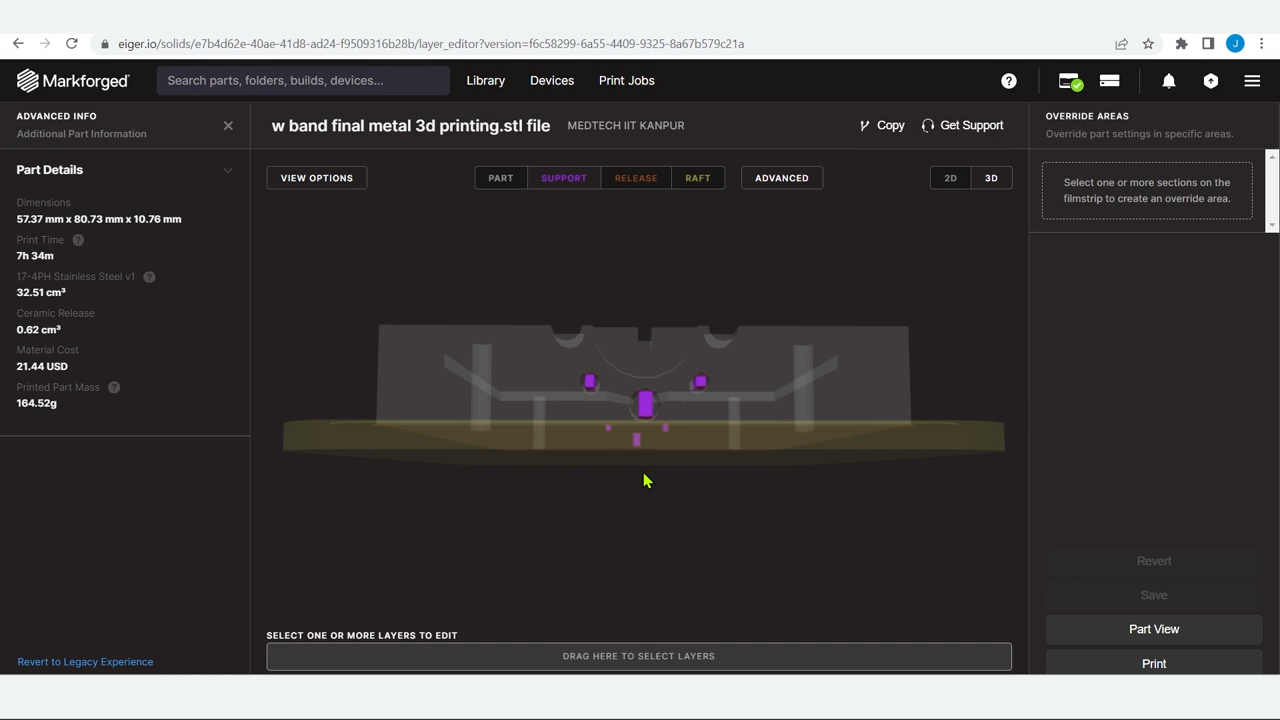 eiger.io/solids/e7b4d62e-40ae-41d8-ad24-f9509316b28b/layer_editor?version=f6c58299-6a55-4409-9325-8a67b579c21a
J
Markforged
Search parts, folders, builds, devices...
Library
Devices
Print Jobs
ADVANCED INFO
Additional Part Information
w band final metal 3d printing.stl file
MEDTECH IIT KANPUR
Copy
Get Support
OVERRIDE AREAS
Override part settings in specific areas.
Part Details
VIEW OPTIONS
PART
SUPPORT
RELEASE
RAFT
ADVANCED
2D
3D
Select one or more sections on the
filmstrip to create an override area.
Dimensions
57.37 mm x 80.73 mm x 10.76 mm
Print Time
7h 34m
17-4PH Stainless Steel v1
32.51 cm³
Ceramic Release
0.62 cm³
Material Cost
21.44 USD
Printed Part Mass
164.52g
Revert
Save
Part View
Print
SELECT ONE OR MORE LAYERS TO EDIT
DRAG HERE TO SELECT LAYERS
Revert to Legacy Experience